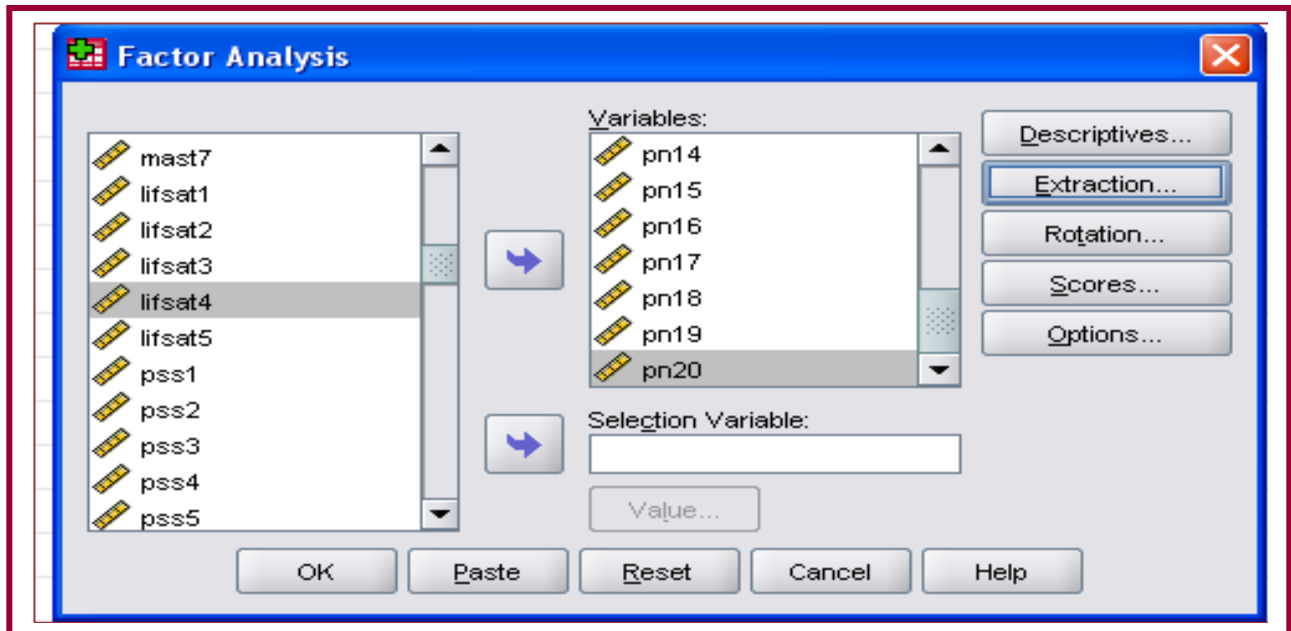 Factor Analysis
mast7
lifsat1
lifsat2
lifsat3
lifsat4
lifsat5
pss1
pss2
pss3
pss4
pss5
Variables:
pn14
pn15
pn16
pn17
pn18
pn19
pn20
Selection Variable:
Value...
Descriptives...
Extraction...
Rotation...
Scores...
Options...
OK
Paste
Reset
Cancel
Help